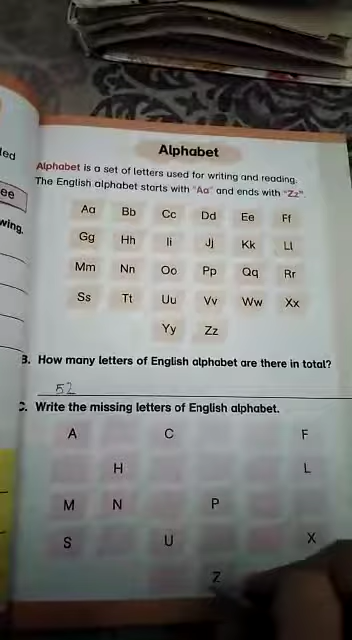 led
ee
wing.
Alphabet
Alphabet is a set of letters used for writing and reading.
The English alphabet starts with "Aa" and ends with "Zz".
Aa Bb Cc Dd Ee Ff
Gg Hh Ii Jj Kk Ll
Mm Nn Oo Pp Qq Rr
Ss Tt Uu Vv Ww Xx
Yy Zz
B. How many letters of English alphabet are there in total?
52
C. Write the missing letters of English alphabet.
A C F
H L
M N P
S U X
Z